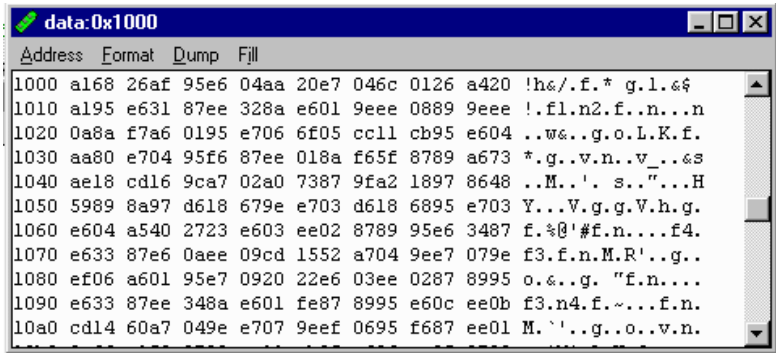 data:0x1000
Address Format Dump Fill
1000 a168 26af 95e6 04aa 20e7 046c 0126 a420 !h&/.f.* g.l.&$
1010 a195 e631 87ee 328a e601 9eee 0889 9eee !.f1.n2.f..n...n
1020 0a8a f7a6 0195 e706 6f05 cc11 cb95 e604 ..w&..g.o.L.K.f.
1030 aa80 e704 95f6 87ee 018a f65f 8789 a673 *.g..v.n..v_..&s
1040 ae18 cd16 9ca7 02a0 7387 9fa2 1897 8648 ..M..'. s.."...H
1050 5989 8a97 d618 679e e703 d618 6895 e703 Y...V.g.g.V.h.g.
1060 e604 a540 2723 e603 ee02 8789 95e6 3487 f.%@'#f.n....f4.
1070 e633 87ee 0aee 09cd 1552 a704 9ee7 079e f3.n.n.M.R'..g..
1080 ef06 a601 95e7 0920 22e6 03ee 0287 8995 o.&..g. "f.n....
1090 e633 87ee 348a e601 fe87 8995 e60c ee0b f3.n4.f.~...f.n.
10a0 cd14 60a7 049e e707 9eef 0695 f687 ee01 M.`'..g..o..v.n.